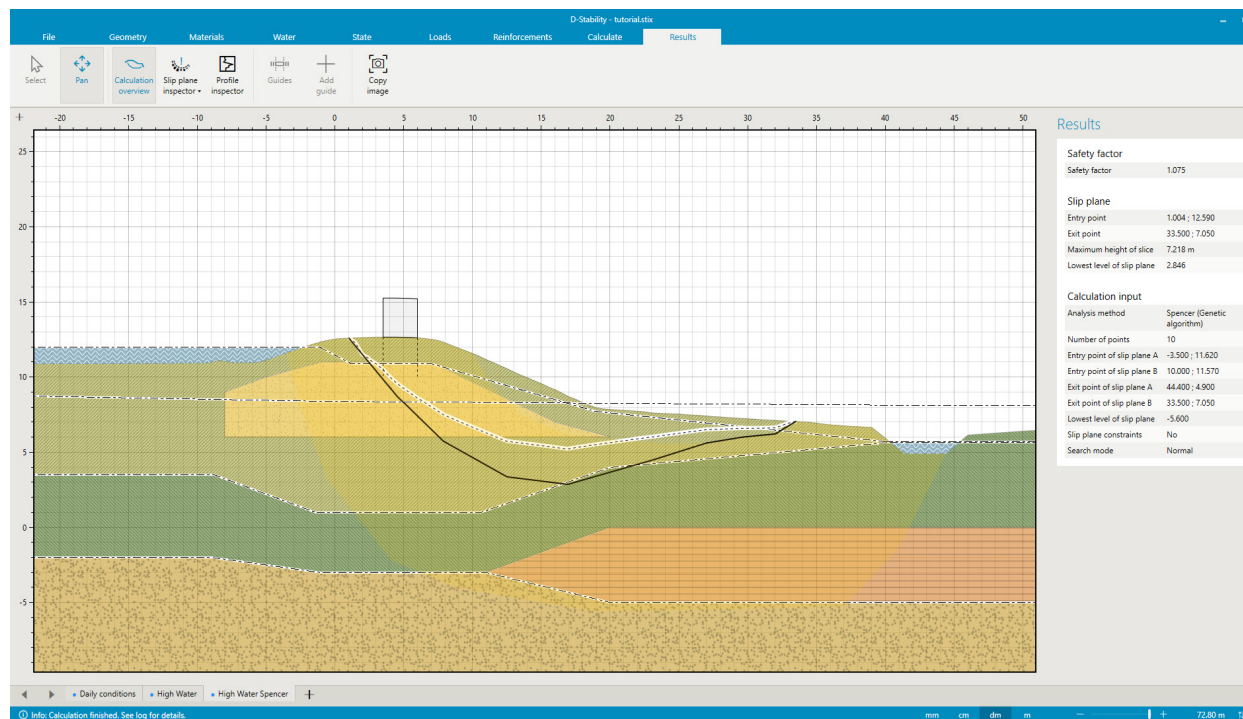 D-Stability - tutorial.stix
File Geometry Materials Water State Loads Reinforcements Calculate Results
Select Pan Calculation overview Slip plane inspector Profile inspector Guides Add guide Copy image
-20 -15 -10 -5 0 5 10 15 20 25 30 35 40 45 50
25
20
15
10
5
0
-5
Results
Safety factor
Safety factor 1.075
Slip plane
Entry point 1.004 ; 12.590
Exit point 33.500 ; 7.050
Maximum height of slice 7.218 m
Lowest level of slip plane 2.846
Calculation input
Analysis method Spencer (Genetic
algorithm)
Number of points 10
Entry point of slip plane A -3.500 ; 11.620
Entry point of slip plane B 10.000 ; 11.570
Exit point of slip plane A 44.400 ; 4.900
Exit point of slip plane B 33.500 ; 7.050
Lowest level of slip plane -5.600
Slip plane constraints No
Search mode Normal
Daily conditions High Water High Water Spencer
Info: Calculation finished. See log for details. mm cm dm m 72.80 m